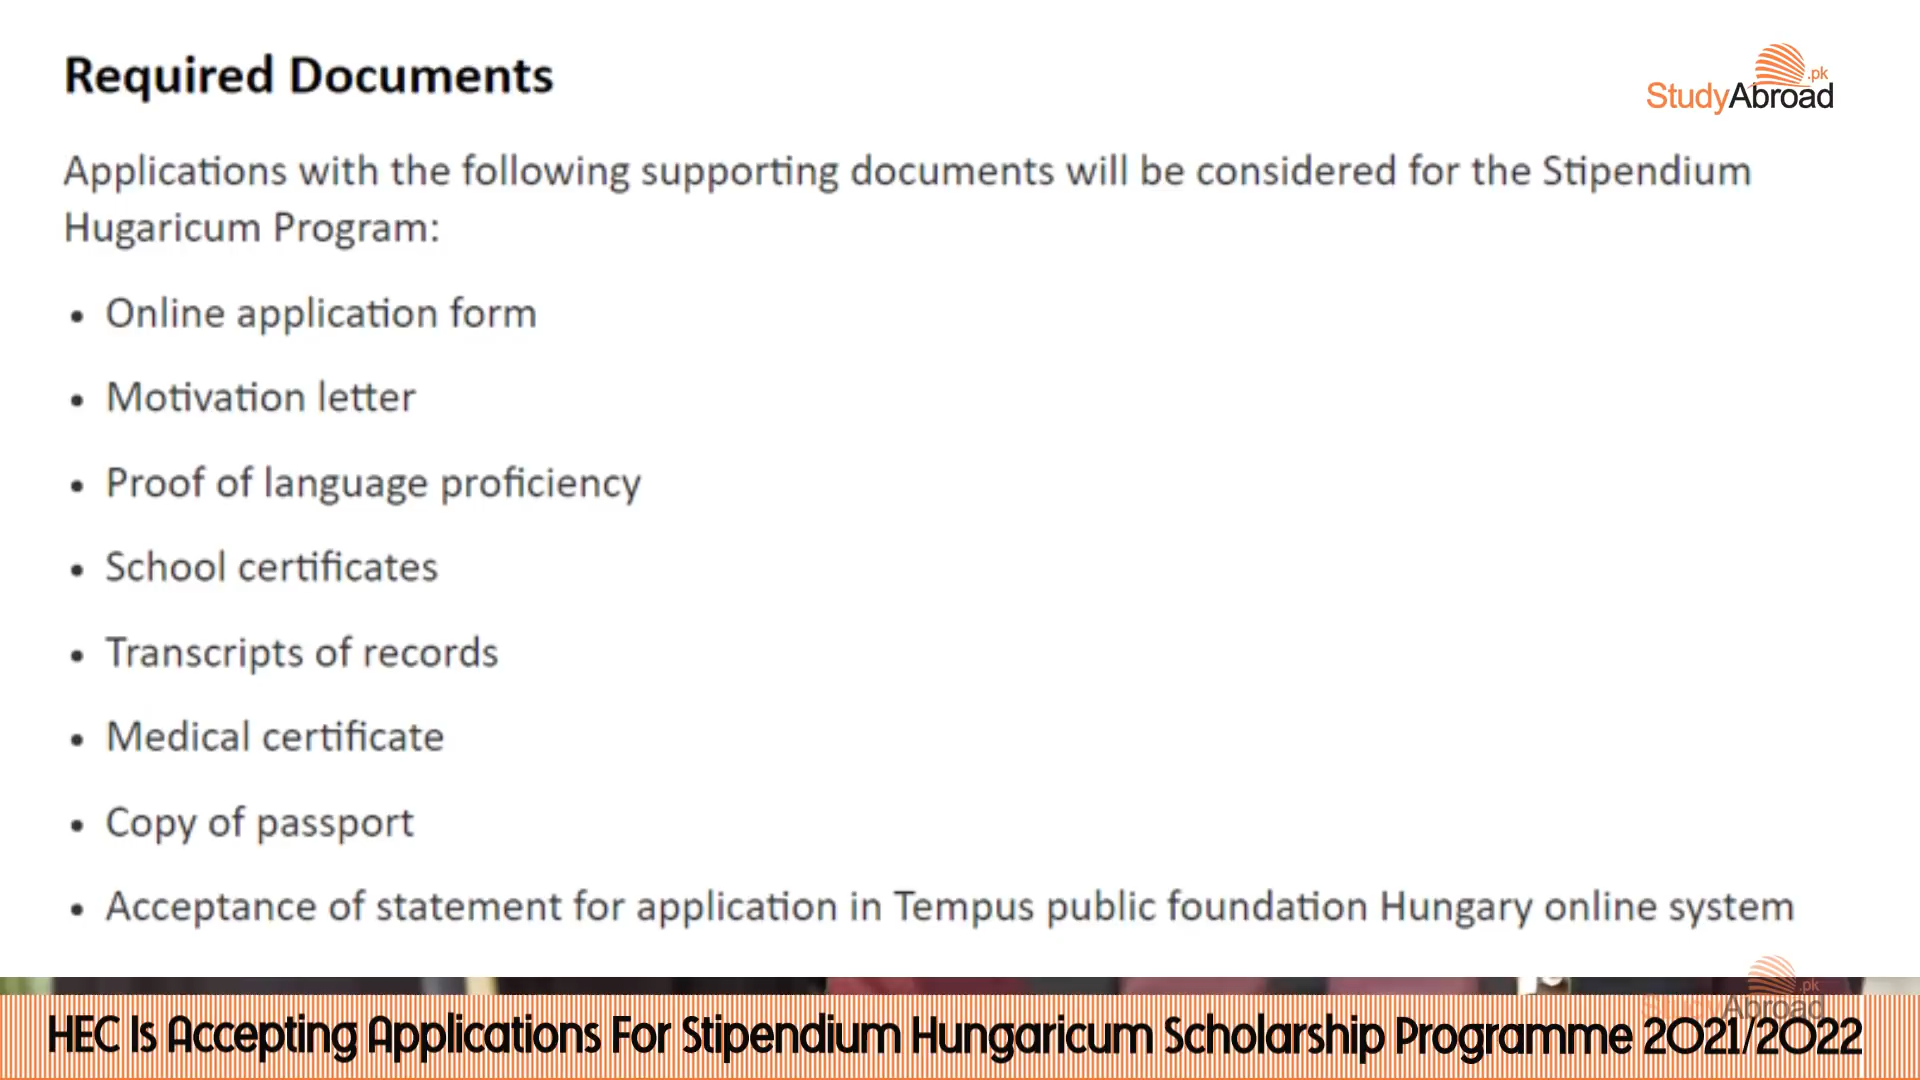 Required Documents
.pk
StudyAbroad
Applications with the following supporting documents will be considered for the Stipendium
Hugaricum Program:
• Online application form
• Motivation letter
• Proof of language proficiency
• School certificates
• Transcripts of records
• Medical certificate
• Copy of passport
• Acceptance of statement for application in Tempus public foundation Hungary online system
.pk
StudyAbroad
HEC Is Accepting Applications For Stipendium Hungaricum Scholarship Programme 2021/2022